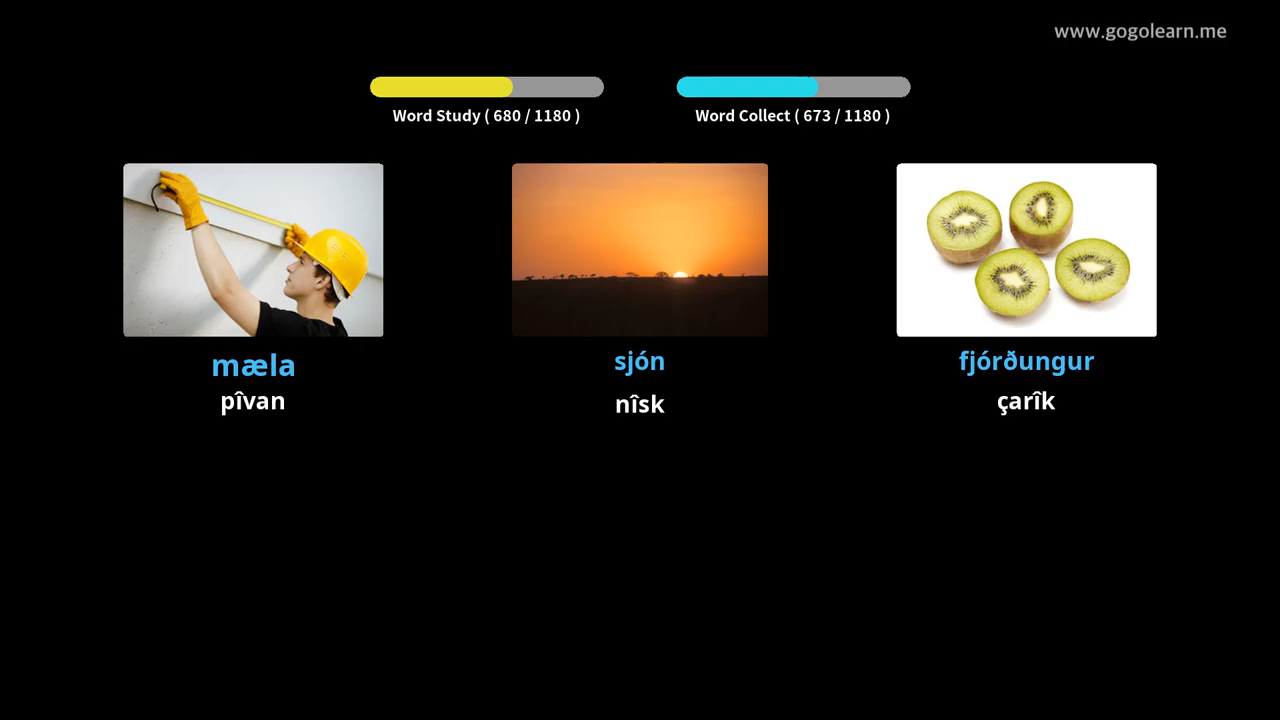 www.gogolearn.me
Word Study ( 680 / 1180 )
Word Collect ( 673 / 1180 )
mæla
pîvan
sjón
nîsk
fjórðungur
çarîk